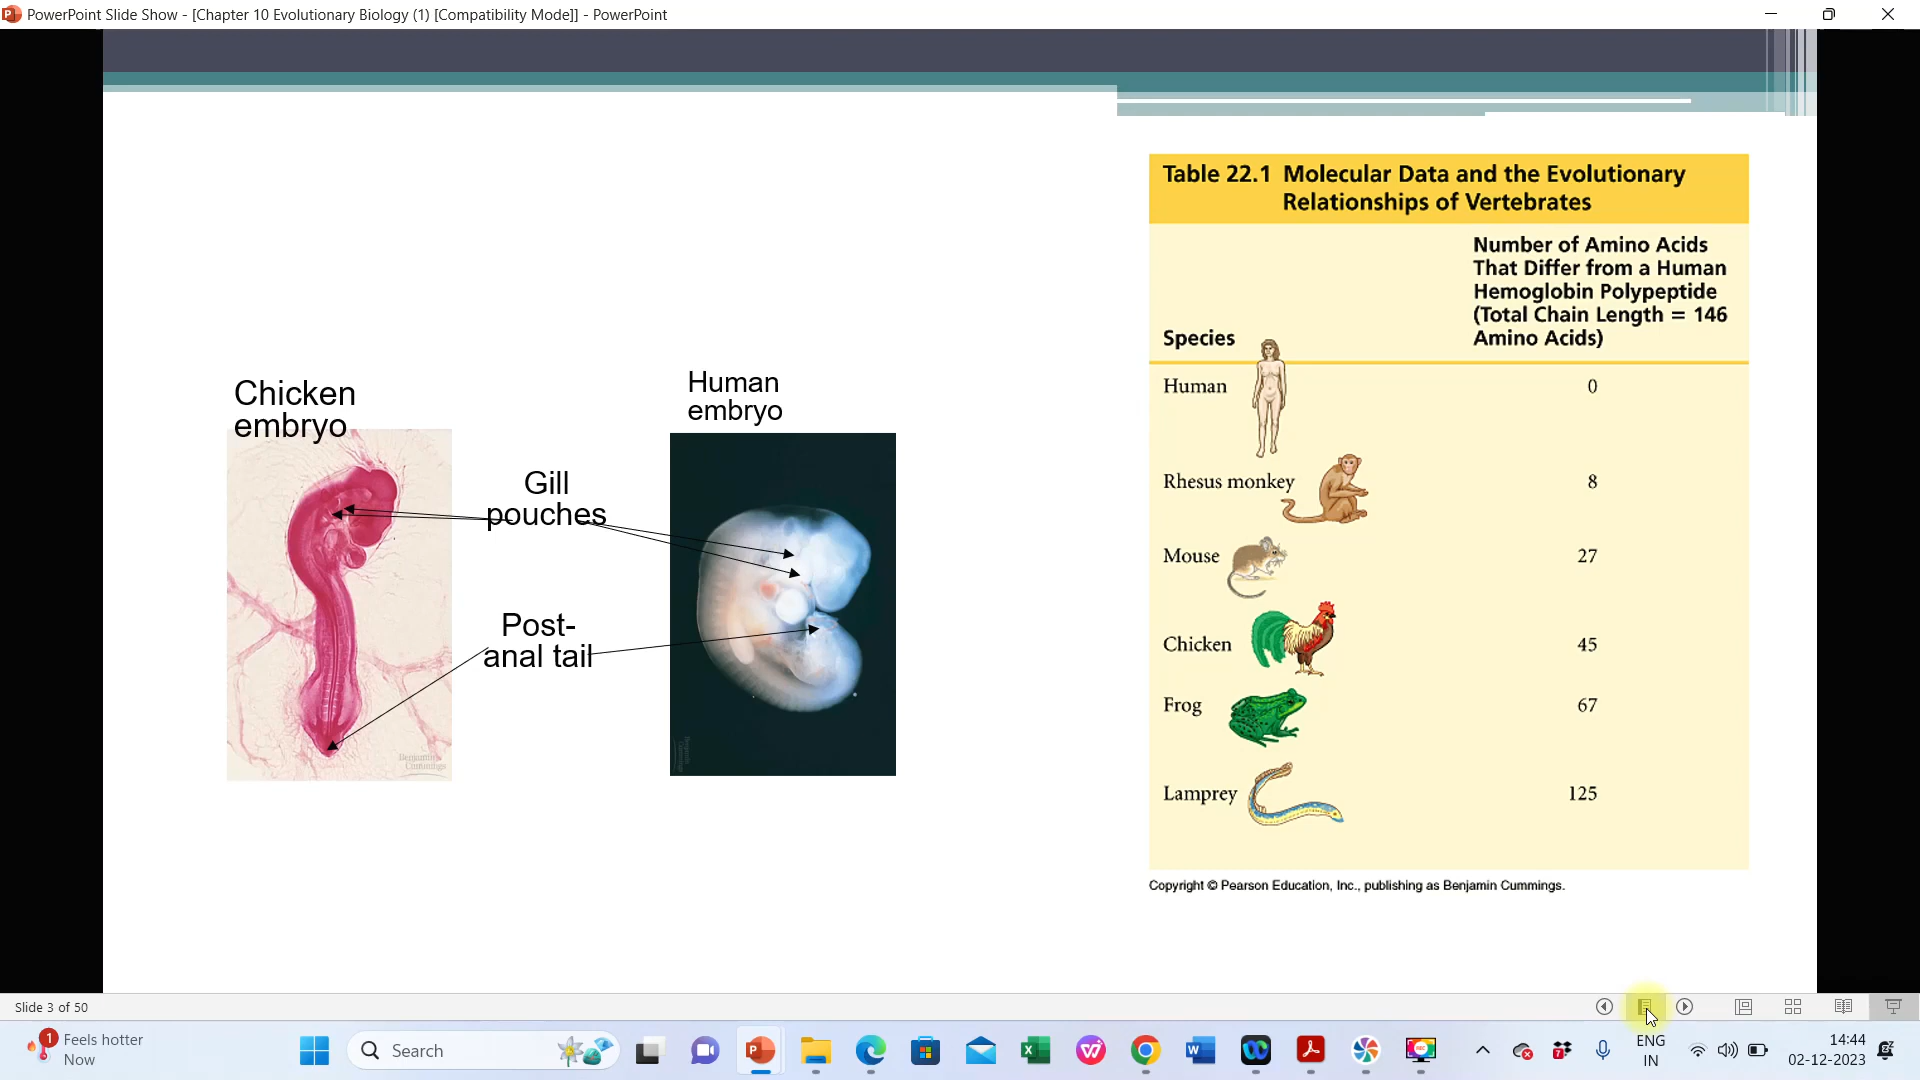 PowerPoint Slide Show - [Chapter 10 Evolutionary Biology (1) [Compatibility Mode]] - PowerPoint
Chicken
embryo
Human
embryo
Gill
pouches
Post-
anal tail
Benjamin
Cummings
Table 22.1 Molecular Data and the Evolutionary
Relationships of Vertebrates
Species
Number of Amino Acids
That Differ from a Human
Hemoglobin Polypeptide
(Total Chain Length = 146
Amino Acids)
Human 0
Rhesus monkey 8
Mouse 27
Chicken 45
Frog 67
Lamprey 125
Copyright © Pearson Education, Inc., publishing as Benjamin Cummings.
Slide 3 of 50
1
Feels hotter
Now
Search
7
ENG
IN
14:44
02-12-2023